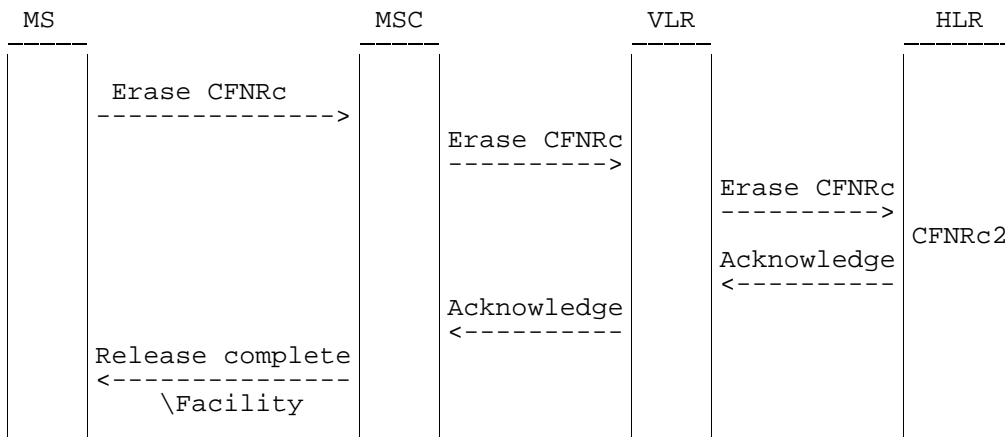 MS MSC VLR HLR
Erase CFNRc
--------------->
Erase CFNRc
---------->
Erase CFNRc
---------->
CFNRc2
Acknowledge
<----------
Acknowledge
<----------
Release complete
<---------------
\Facility